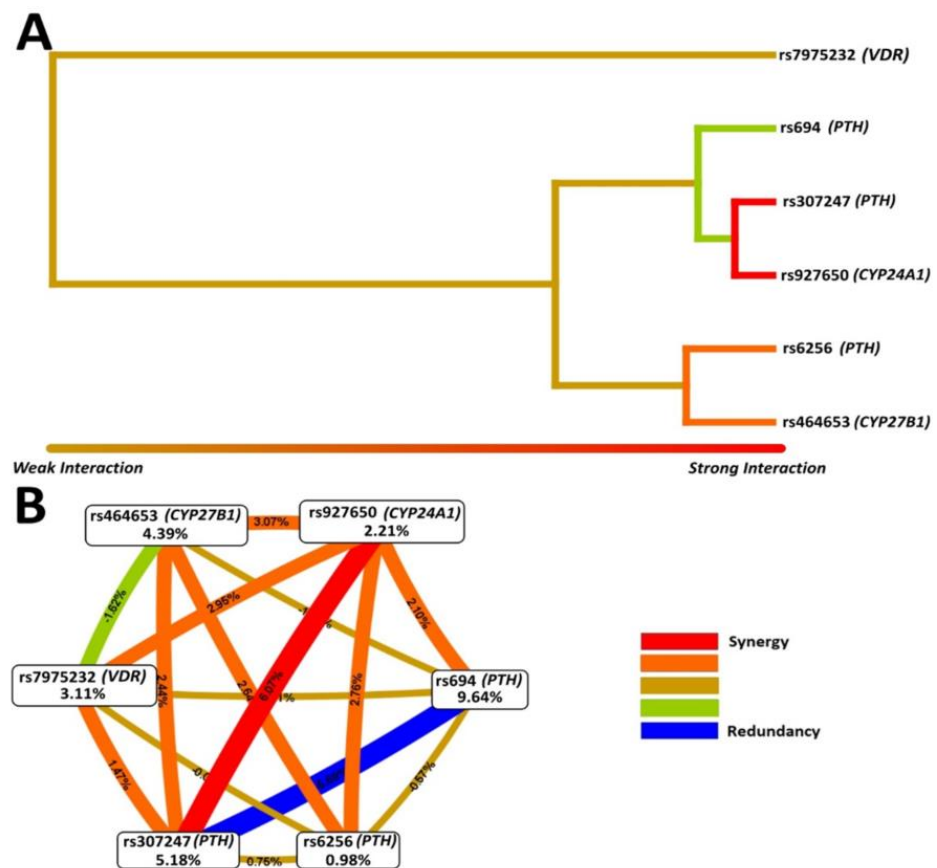 A
rs7975232 (VDR)
rs694 (PTH)
rs307247 (PTH)
rs927650 (CYP24A1)
rs6256 (PTH)
rs464653 (CYP27B1)
Weak Interaction
Strong Interaction
B
rs464653 (CYP27B1)
4.39%
3.07%
rs927650 (CYP24A1)
2.21%
-1.62%
2.95%
2.10%
rs7975232 (VDR)
3.11%
2.44%
6.07%
2.76%
rs694 (PTH)
9.64%
1.47%
-0.67%
rs307247 (PTH)
5.18%
0.76%
rs6256 (PTH)
0.98%
Synergy
Redundancy